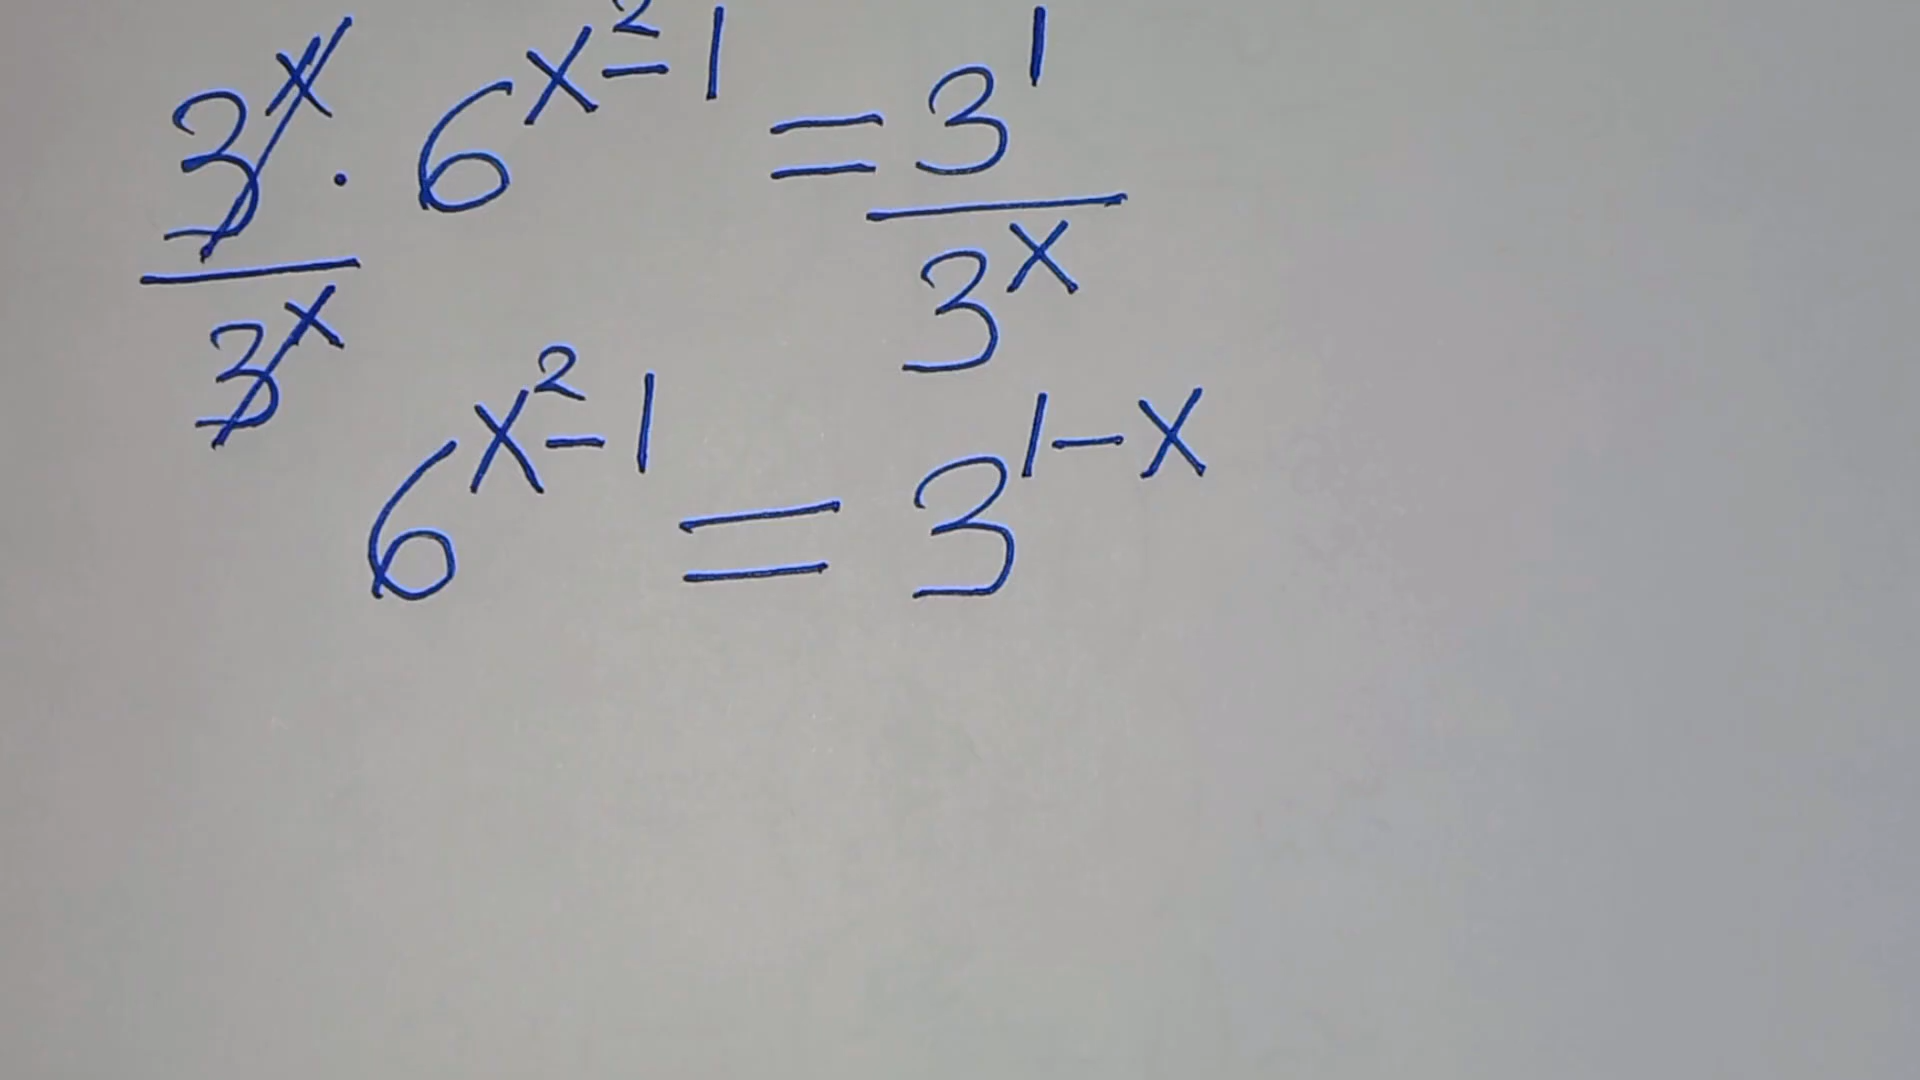 3^x · 6^(x²-1) = 3^1
3^x 3^x
6^(x²-1) = 3^(1-x)